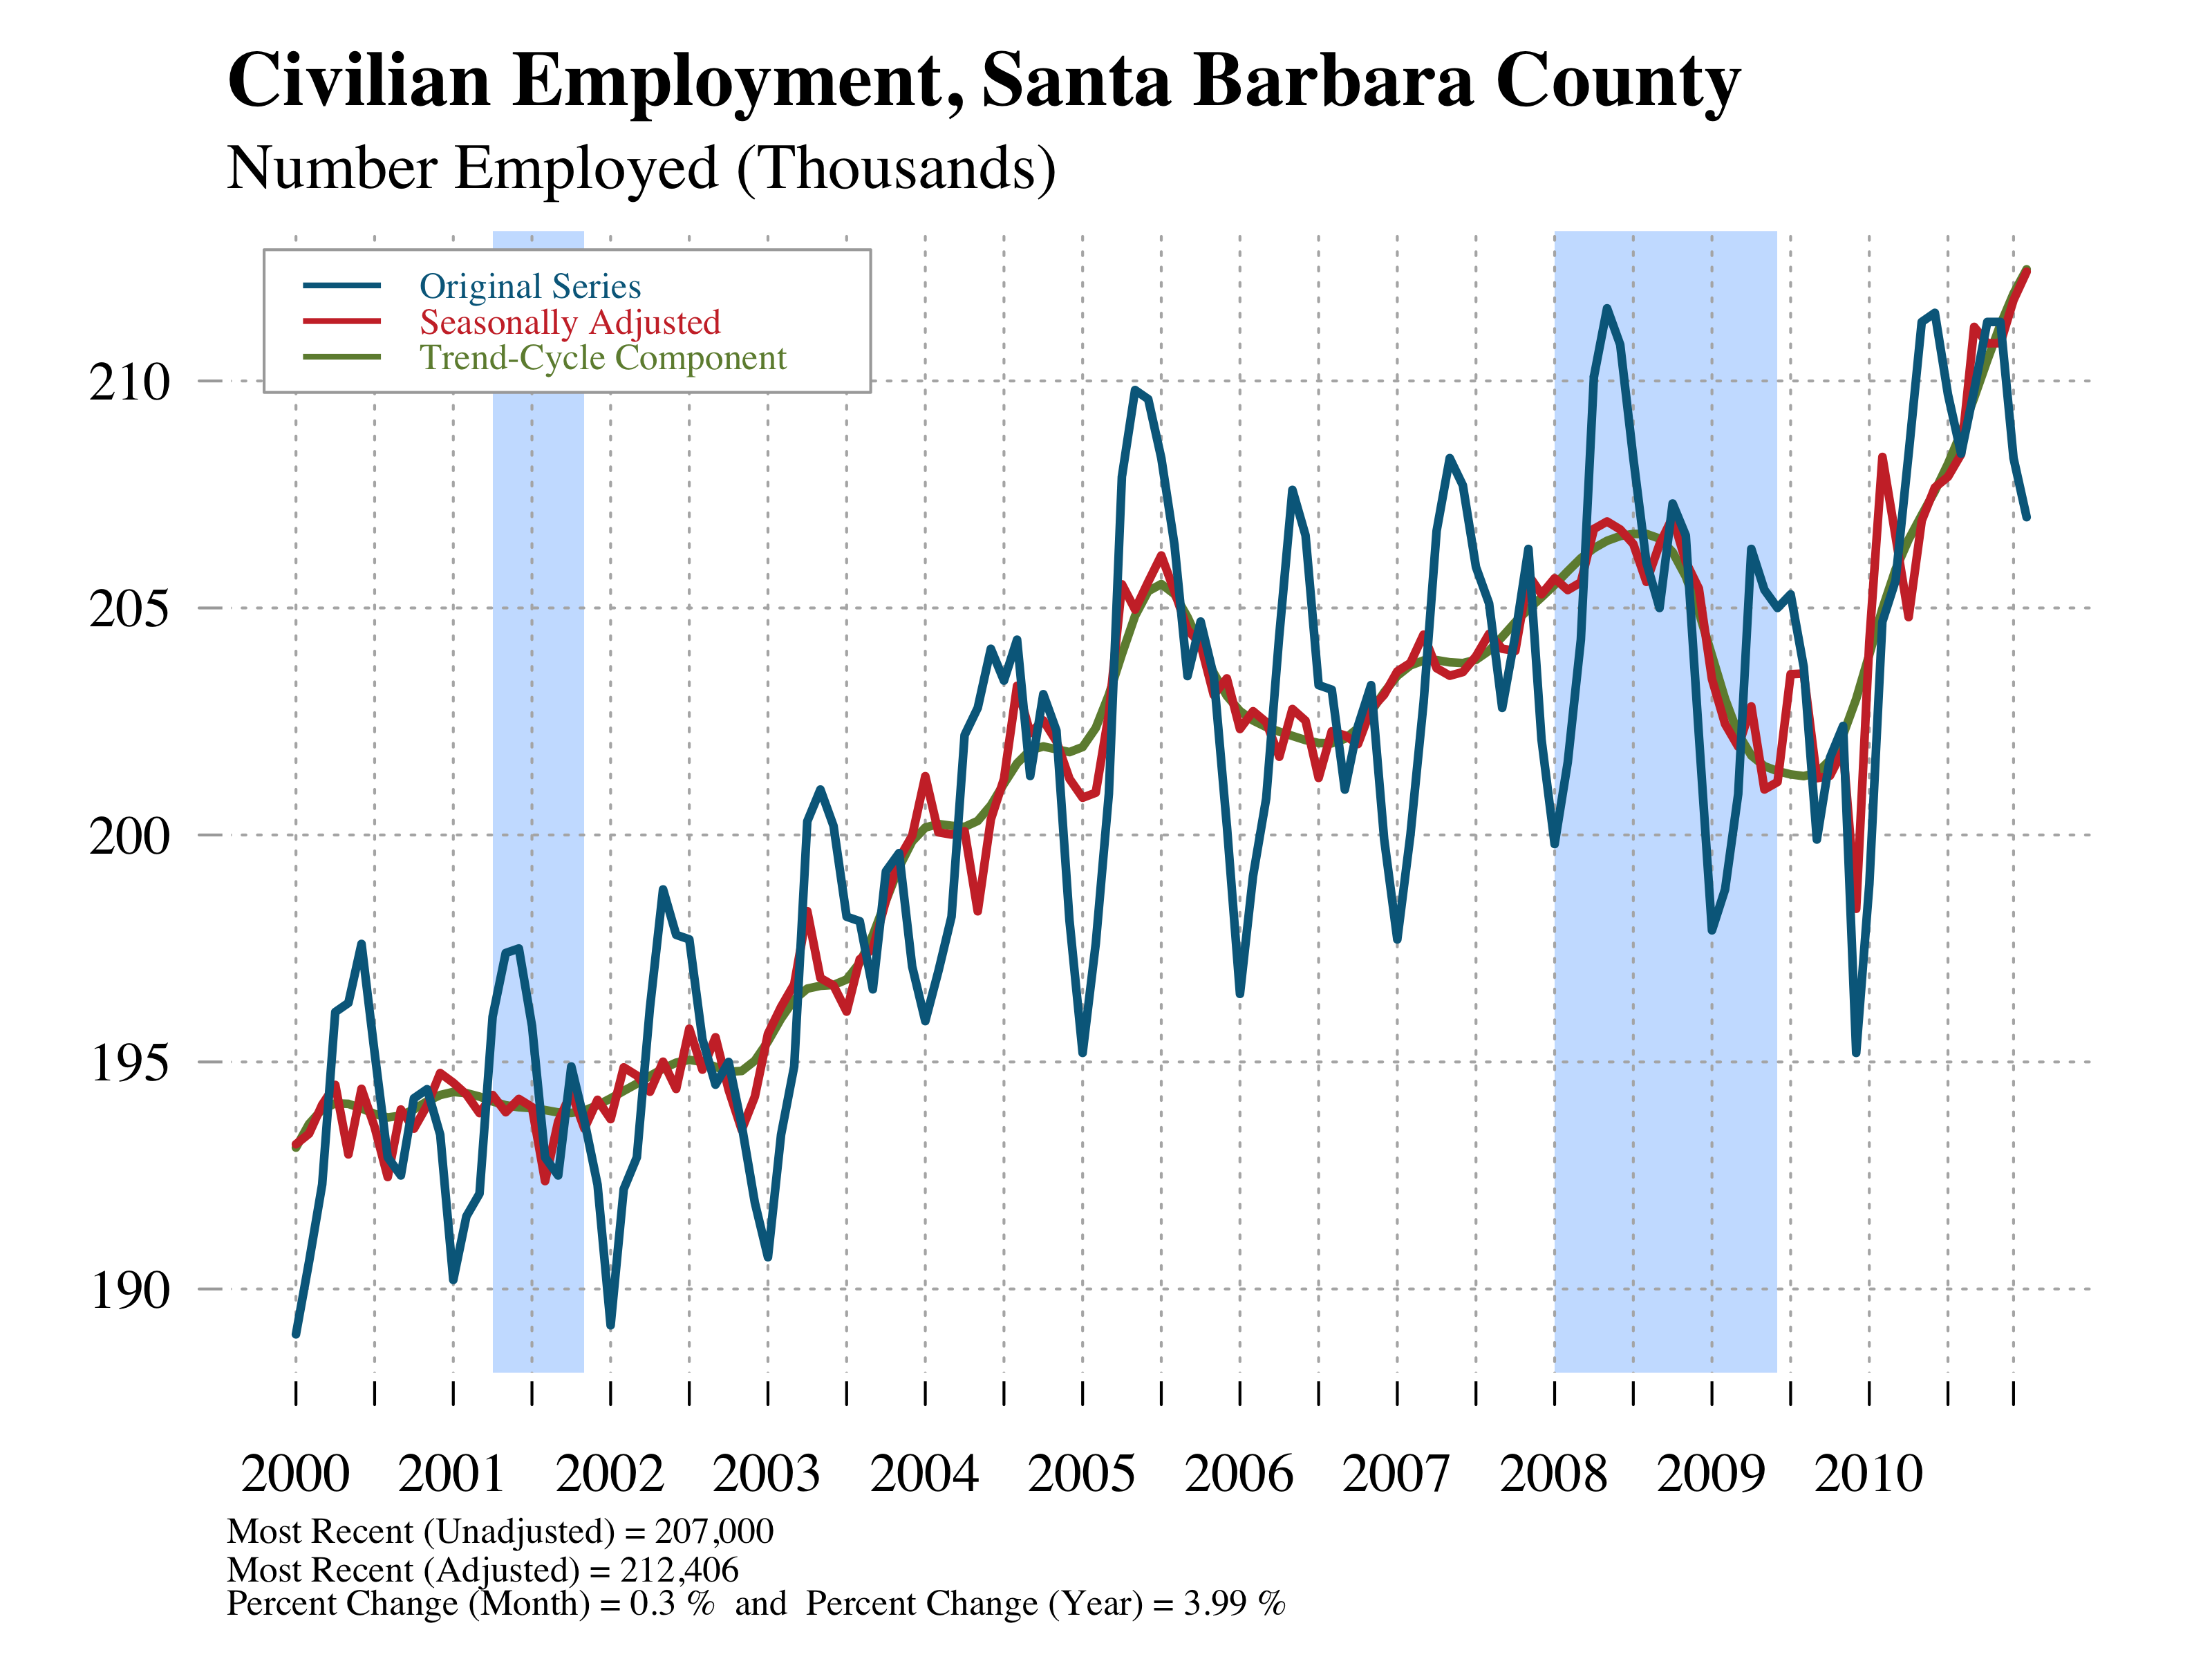 Civilian Employment, Santa Barbara County
Number Employed (Thousands)
Original Series
Seasonally Adjusted
Trend-Cycle Component
210
205
200
195
190
2000 2001 2002 2003 2004 2005 2006 2007 2008 2009 2010
Most Recent (Unadjusted) = 207,000
Most Recent (Adjusted) = 212,406
Percent Change (Month) = 0.3 % and Percent Change (Year) = 3.99 %